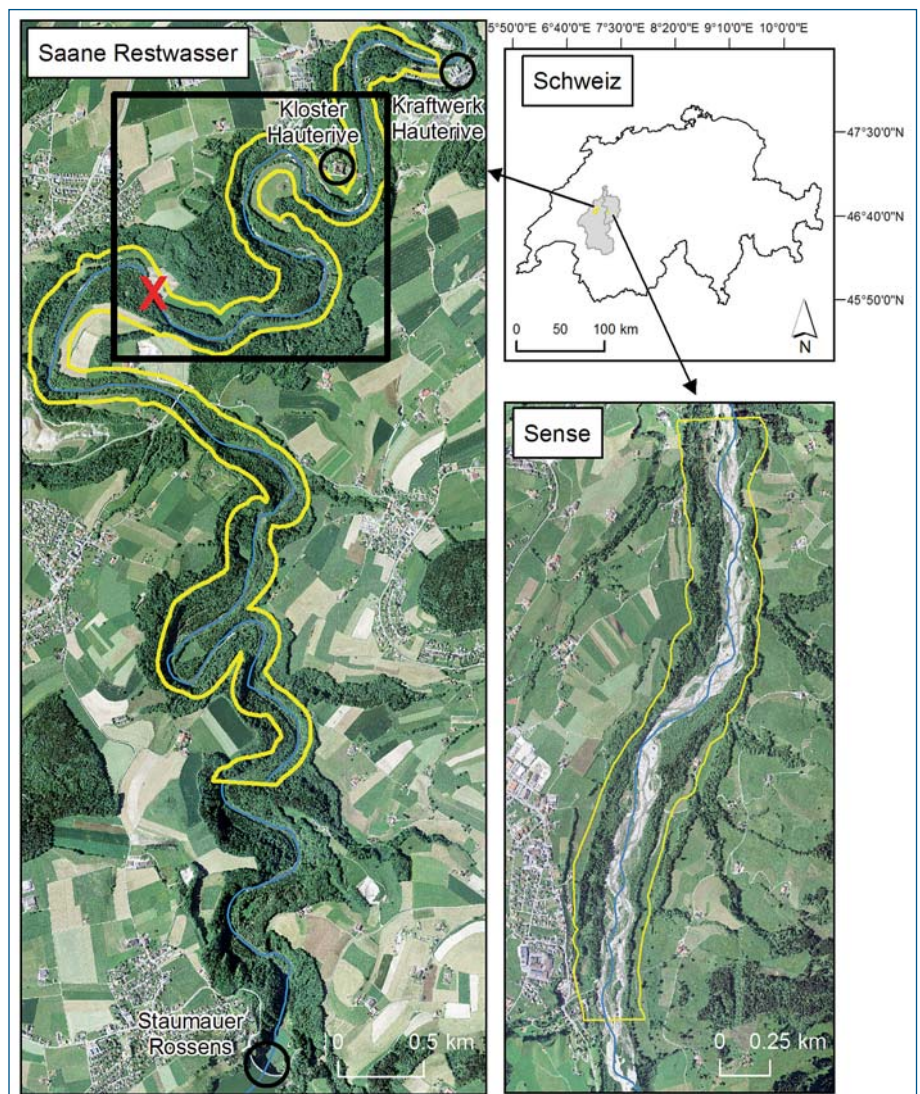 Saane Restwasser
Kloster
Hauterive
Kraftwerk
Hauterive
X
Staumauer
Rossens
0 0.5 km
5°50'0"E 6°40'0"E 7°30'0"E 8°20'0"E 9°10'0"E 10°0'0"E
Schweiz
47°30'0"N
46°40'0"N
45°50'0"N
0 50 100 km
N
Sense
0 0.25 km